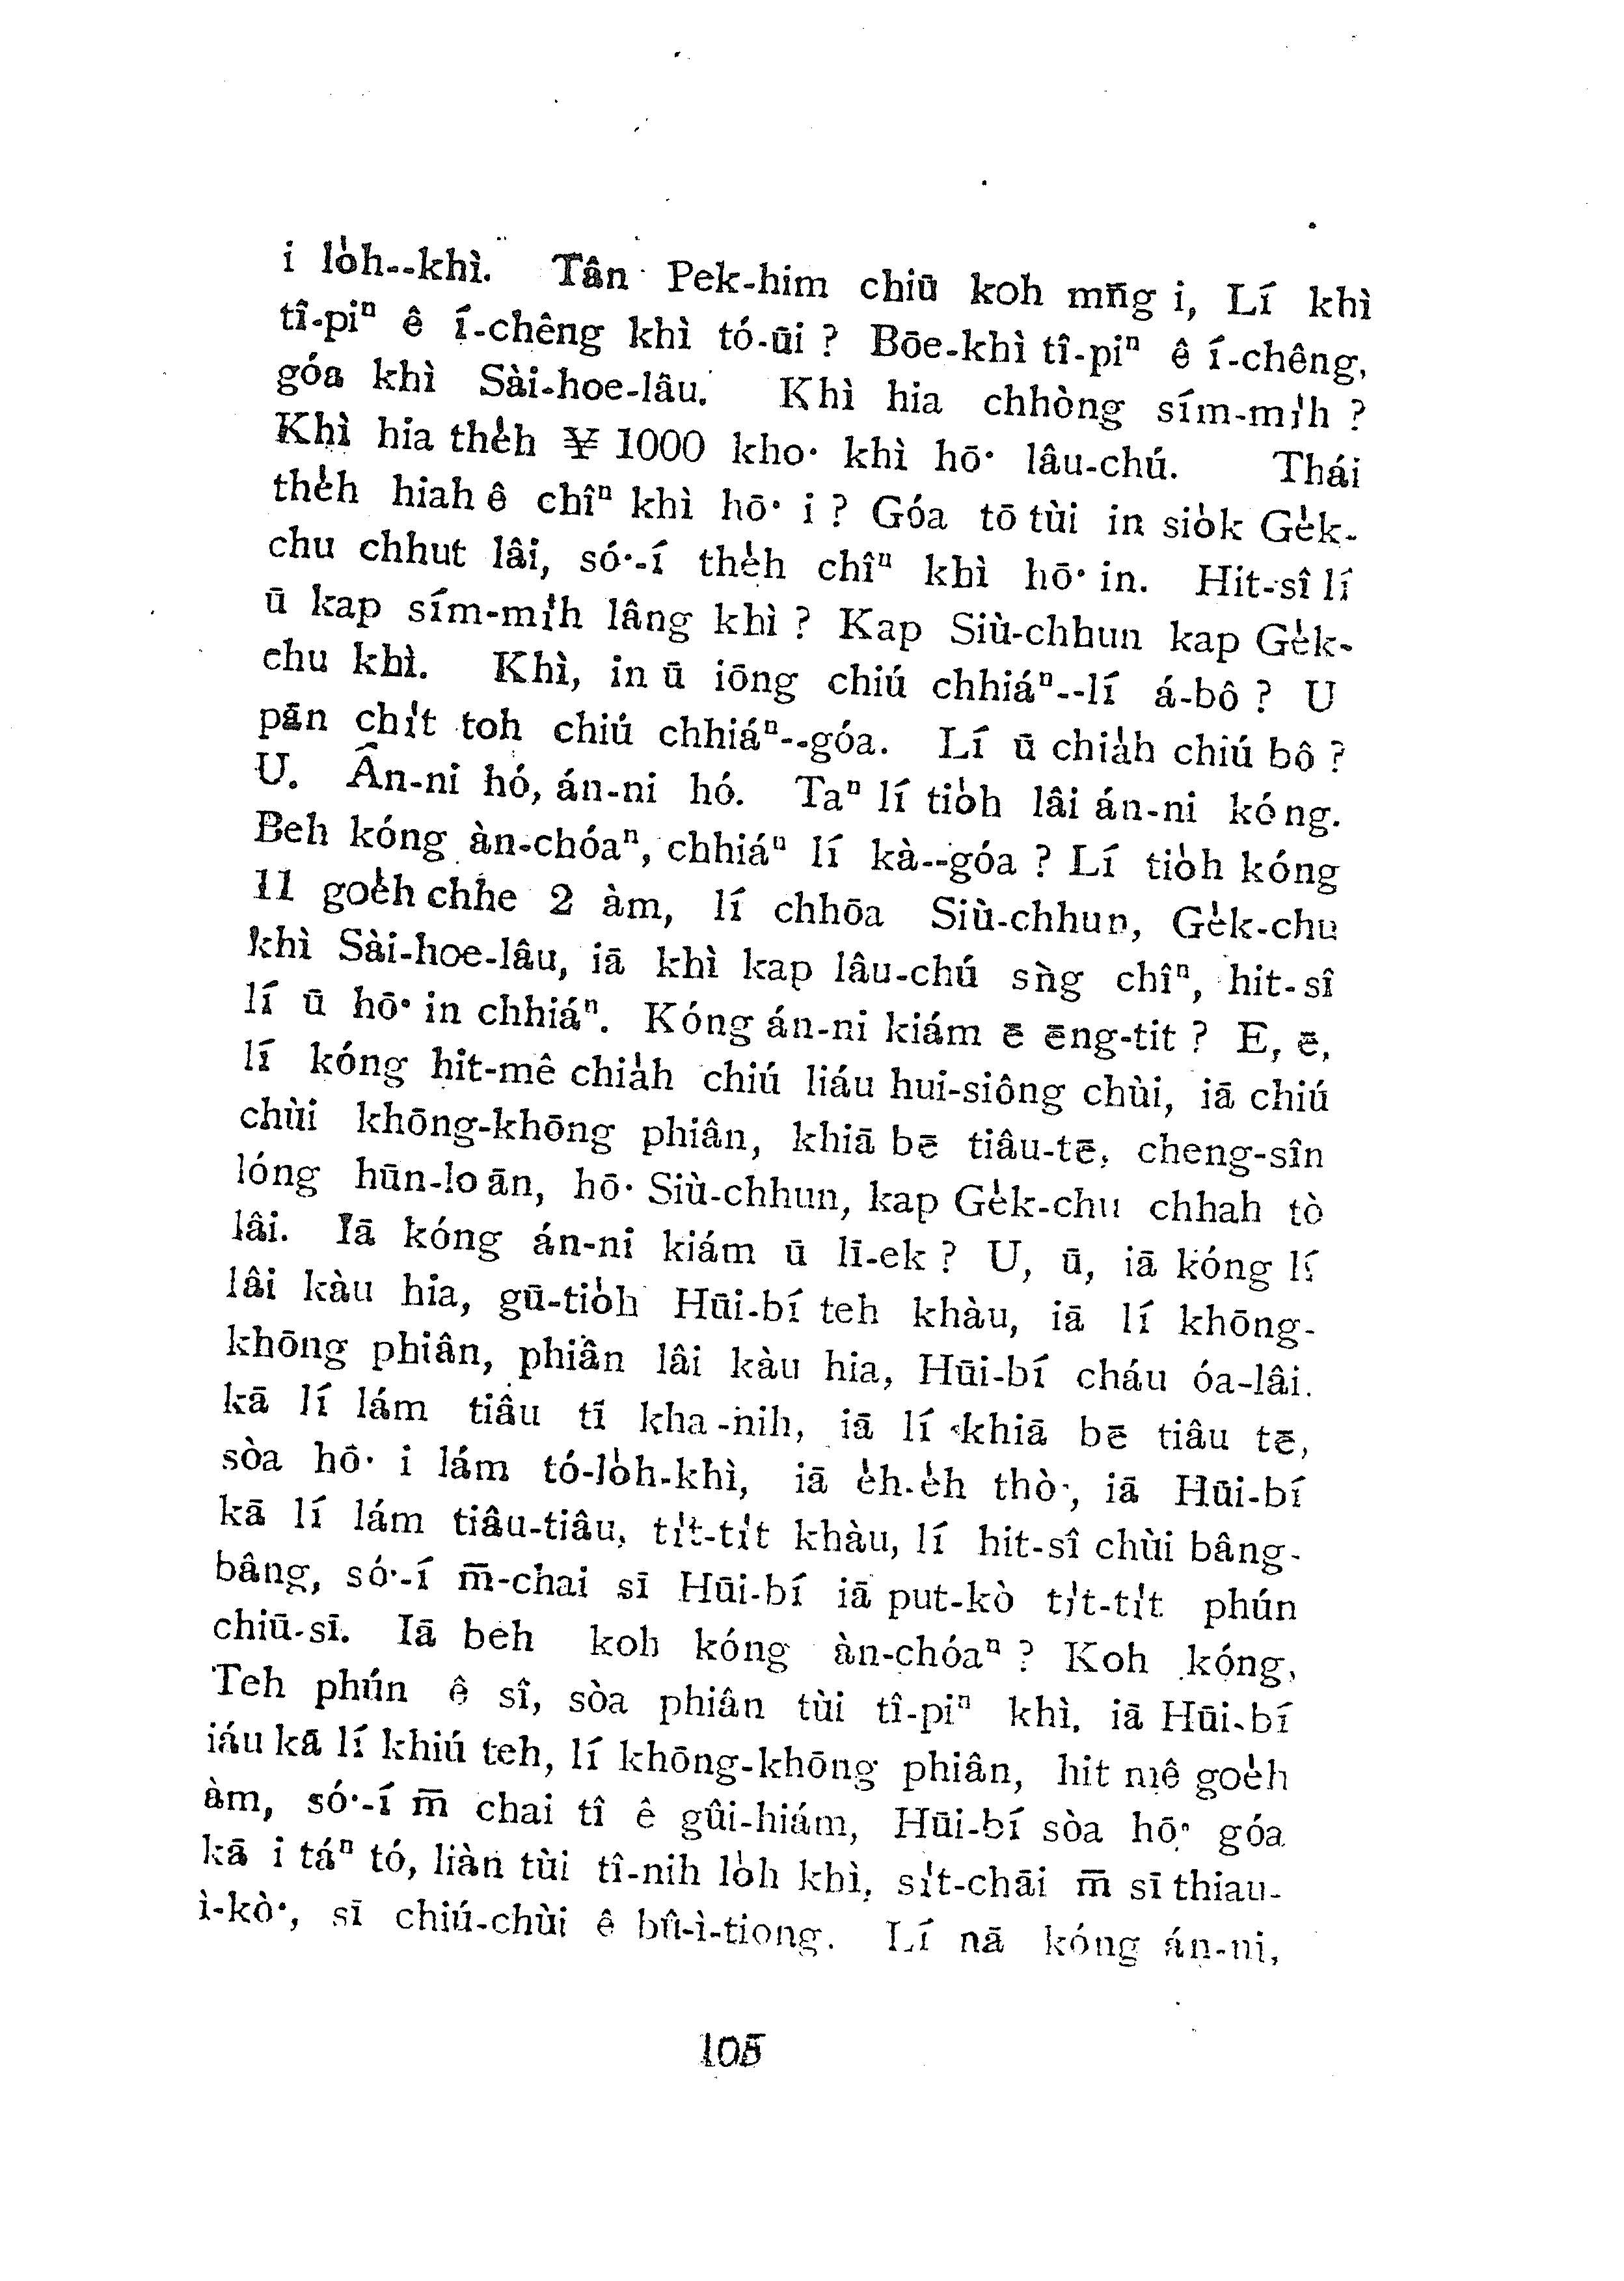 i lo̍h--khì. Tân Pek-him chiū koh mn̄g i, Lí khì
tî-piⁿ ê í-chêng khì tó-ūi ? Bōe-khì tî-piⁿ ê í-chêng,
góa khì Sài-hoe-lâu. Khì hia chhòng sím-mi̍h ?
Khì hia the̍h ¥ 1000 kho͘ khì hō͘ lâu-chú. Thái
the̍h hiah ê chîⁿ khì hō͘ i ? Góa tō tùi in sio̍k Ge̍k-
chu chhut lâi, só͘-í the̍h chîⁿ khì hō͘ in. Hit-sî lí
ū kap sím-mi̍h lâng khì ? Kap Siù-chhun kap Ge̍k-
chu khì. Khì, in ū iōng chiú chhiáⁿ--lí á-bô ? U
pān chi̍t toh chiú chhiáⁿ--góa. Lí ū chia̍h chiú bô ?
U. Ân-ni hó, án-ni hó. Taⁿ lí tio̍h lâi án-ni kóng.
Beh kóng àn-chóaⁿ, chhiáⁿ lí kà--góa ? Lí tio̍h kóng
11 goe̍h chhe 2 àm, lí chhōa Siù-chhun, Ge̍k-chu
khì Sài-hoe-lâu, iā khì kap lâu-chú sǹg chîⁿ, hit-sî
lí ū hō͘ in chhiáⁿ. Kóng án-ni kiám ē ēng-tit ? E, ē,
lí kóng hit-mê chia̍h chiú liáu hui-siông chùi, iā chiú
chùi khōng-khōng phiân, khiā bē tiâu-tē, cheng-sîn
lóng hūn-loān, hō͘ Siù-chhun, kap Ge̍k-chu chhah tò
lâi. Iā kóng án-ni kiám ū lī-ek ? U, ū, iā kóng lí
lâi kàu hia, gū-tio̍h Hūi-bí teh khàu, iā lí khōng-
khōng phiân, phiân lâi kàu hia, Hūi-bí cháu óa-lâi.
kā lí lám tiâu tī kha-nih, iā lí khiā bē tiâu tē,
sòa hō͘ i lám tó-lo̍h-khì, iā e̍h-e̍h thò͘, iā Hūi-bí
kā lí lám tiâu-tiâu, ti̍t-ti̍t khàu, lí hit-sî chùi bâng-
bâng, só͘-í m̄-chai sī Hūi-bí iā put-kò ti̍t-ti̍t phún
chiū-sī. Iā beh koh kóng àn-chóaⁿ ? Koh kóng,
Teh phún ê sî, sòa phiân tùi tî-piⁿ khì, iā Hūi-bí
iáu kā lí khiú teh, lí khōng-khōng phiân, hit mê goe̍h
àm, só͘-í m̄ chai tî ê gûi-hiám, Hūi-bí sòa hō͘ góa
kā i táⁿ tó, liàn tùi tî-nih lo̍h khì, si̍t-chāi m̄ sī thiau-
ì-kò͘, sī chiú-chùi ê bû-ì-tiong. Lí nā kóng án-ni,
105